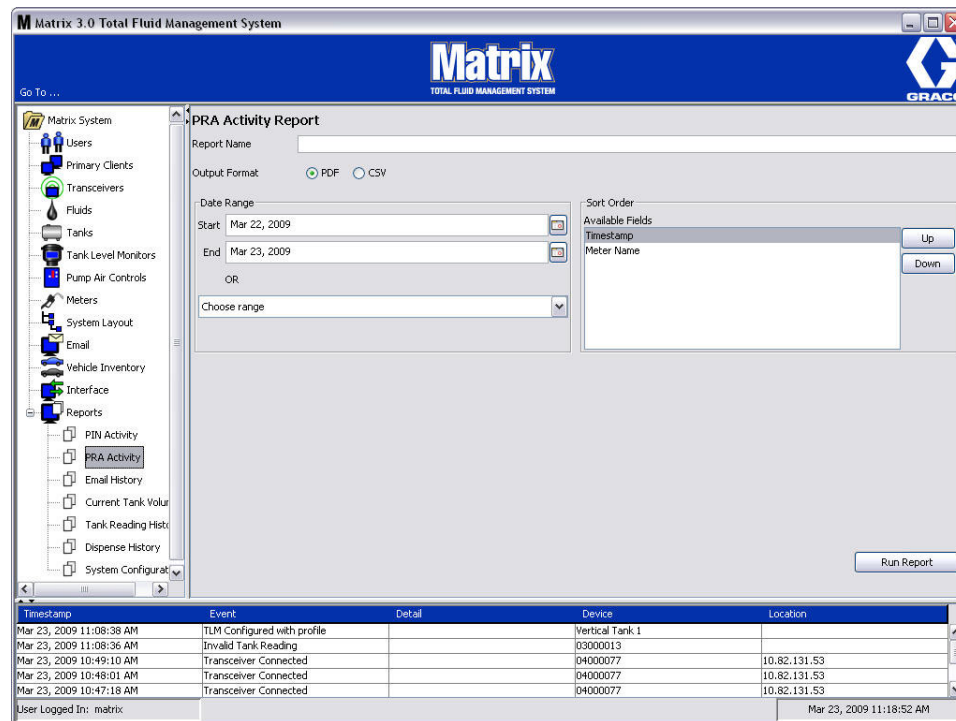 Matrix 3.0 Total Fluid Management System
Matrix
TOTAL FLUID MANAGEMENT SYSTEM
Go To ...
GRACO
Matrix System
Users
Primary Clients
Transceivers
Fluids
Tanks
Tank Level Monitors
Pump Air Controls
Meters
System Layout
Email
Vehicle Inventory
Interface
Reports
PIN Activity
PRA Activity
Email History
Current Tank Volur
Tank Reading Histo
Dispense History
System Configurat
PRA Activity Report
Report Name
Output Format PDF CSV
Date Range
Start Mar 22, 2009
End Mar 23, 2009
OR
Choose range
Sort Order
Available Fields
Timestamp
Meter Name
Up
Down
Run Report
Timestamp Event Detail Device Location
Mar 23, 2009 11:08:38 AM TLM Configured with profile Vertical Tank 1
Mar 23, 2009 11:08:36 AM Invalid Tank Reading 03000013
Mar 23, 2009 10:49:10 AM Transceiver Connected 04000077 10.82.131.53
Mar 23, 2009 10:48:01 AM Transceiver Connected 04000077 10.82.131.53
Mar 23, 2009 10:47:18 AM Transceiver Connected 04000077 10.82.131.53
User Logged In: matrix Mar 23, 2009 11:18:52 AM